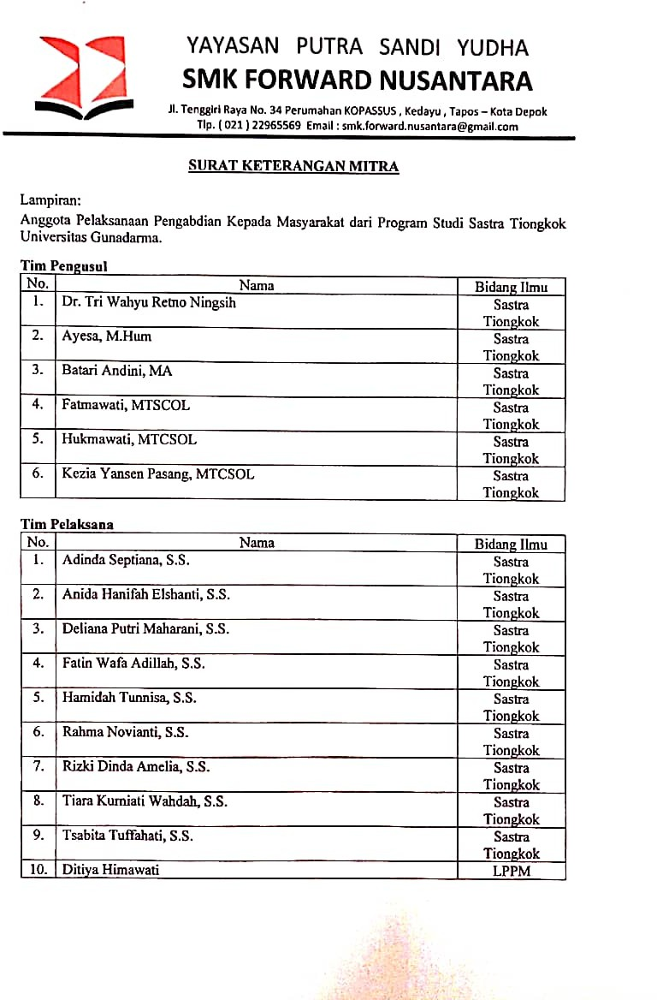 YAYASAN PUTRA SANDI YUDHA
SMK FORWARD NUSANTARA
Jl. Tenggiri Raya No. 34 Perumahan KOPASSUS , Kedayu , Tapos – Kota Depok
Tlp. ( 021 ) 22965569 Email : smk.forward.nusantara@gmail.com
SURAT KETERANGAN MITRA
Lampiran:
Anggota Pelaksanaan Pengabdian Kepada Masyarakat dari Program Studi Sastra Tiongkok
Universitas Gunadarma.
Tim Pengusul
No. Nama Bidang Ilmu
1. Dr. Tri Wahyu Retno Ningsih Sastra
Tiongkok
2. Ayesa, M.Hum Sastra
Tiongkok
3. Batari Andini, MA Sastra
Tiongkok
4. Fatmawati, MTSCOL Sastra
Tiongkok
5. Hukmawati, MTCSOL Sastra
Tiongkok
6. Kezia Yansen Pasang, MTCSOL Sastra
Tiongkok
Tim Pelaksana
No. Nama Bidang Ilmu
1. Adinda Septiana, S.S. Sastra
Tiongkok
2. Anida Hanifah Elshanti, S.S. Sastra
Tiongkok
3. Deliana Putri Maharani, S.S. Sastra
Tiongkok
4. Fatin Wafa Adillah, S.S. Sastra
Tiongkok
5. Hamidah Tunnisa, S.S. Sastra
Tiongkok
6. Rahma Novianti, S.S. Sastra
Tiongkok
7. Rizki Dinda Amelia, S.S. Sastra
Tiongkok
8. Tiara Kurniati Wahdah, S.S. Sastra
Tiongkok
9. Tsabita Tuffahati, S.S. Sastra
Tiongkok
10. Ditiya Himawati LPPM